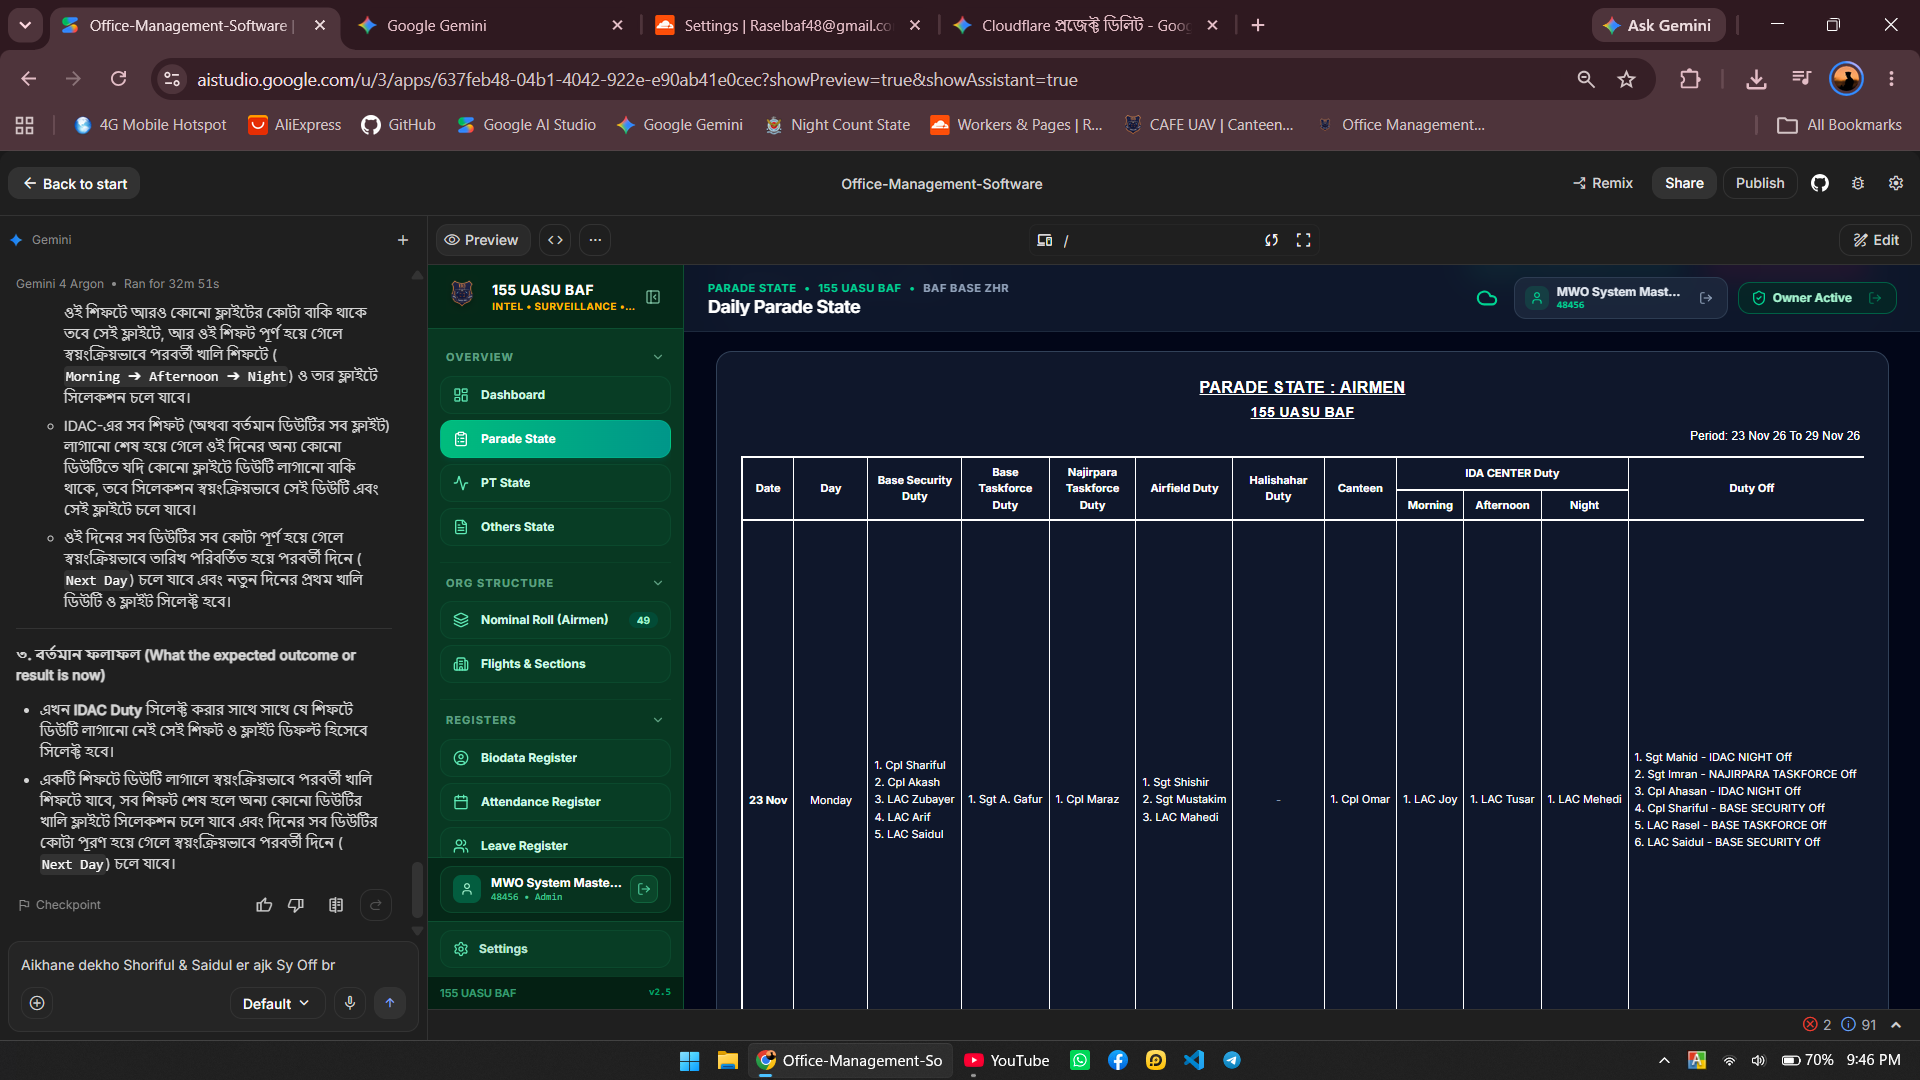 Office-Management-Software |
Google Gemini
Settings | Raselbaf48@gmail.co
Cloudflare প্রজেক্ট ডিলিট - Goog
Ask Gemini
aistudio.google.com/u/3/apps/637feb48-04b1-4042-922e-e90ab41e0cec?showPreview=true&showAssistant=true
4G Mobile Hotspot
AliExpress
GitHub
Google AI Studio
Google Gemini
Night Count State
Workers & Pages | R...
CAFE UAV | Canteen...
Office Management...
All Bookmarks
Back to start
Office-Management-Software
Remix
Share
Publish
Gemini
Preview
/
Edit
Gemini 4 Argon • Ran for 32m 51s
ওই শিফটে আরও কোনো ফ্লাইটের কোটা বাকি থাকে
তবে সেই ফ্লাইটে, আর ওই শিফট পূর্ণ হয়ে গেলে
স্বয়ংক্রিয়ভাবে পরবর্তী খালি শিফটে (
Morning ➔ Afternoon ➔ Night) ও তার ফ্লাইটে
সিলেকশন চলে যাবে।
IDAC-এর সব শিফট (অথবা বর্তমান ডিউটির সব ফ্লাইট)
লাগানো শেষ হয়ে গেলে ওই দিনের অন্য কোনো
ডিউটিতে যদি কোনো ফ্লাইটে ডিউটি লাগানো বাকি
থাকে, তবে সিলেকশন স্বয়ংক্রিয়ভাবে সেই ডিউটি এবং
সেই ফ্লাইটে চলে যাবে।
ওই দিনের সব ডিউটির সব কোটা পূর্ণ হয়ে গেলে
স্বয়ংক্রিয়ভাবে তারিখ পরিবর্তিত হয়ে পরবর্তী দিনে (
Next Day) চলে যাবে এবং নতুন দিনের প্রথম খালি
ডিউটি ও ফ্লাইট সিলেক্ট হবে।
৩. বর্তমান ফলাফল (What the expected outcome or
result is now)
এখন IDAC Duty সিলেক্ট করার সাথে সাথে যে শিফটে
ডিউটি লাগানো নেই সেই শিফট ও ফ্লাইট ডিফল্ট হিসেবে
সিলেক্ট হবে।
একটি শিফটে ডিউটি লাগালে স্বয়ংক্রিয়ভাবে পরবর্তী খালি
শিফটে যাবে, সব শিফট শেষ হলে অন্য কোনো ডিউটির
খালি ফ্লাইটে সিলেকশন চলে যাবে এবং দিনের সব ডিউটির
কোটা পূরণ হয়ে গেলে স্বয়ংক্রিয়ভাবে পরবর্তী দিনে (
Next Day) চলে যাবে।
Checkpoint
Aikhane dekho Shoriful & Saidul er ajk Sy Off br
Default
155 UASU BAF
INTEL • SURVEILLANCE •...
OVERVIEW
Dashboard
Parade State
PT State
Others State
ORG STRUCTURE
Nominal Roll (Airmen) 49
Flights & Sections
REGISTERS
Biodata Register
Attendance Register
Leave Register
MWO System Maste...
48456 • Admin
Settings
155 UASU BAF v2.5
PARADE STATE • 155 UASU BAF • BAF BASE ZHR
Daily Parade State
MWO System Mast...
48456
Owner Active
PARADE STATE : AIRMEN
155 UASU BAF
Period: 23 Nov 26 To 29 Nov 26
Date
Day
Base Security
Duty
Base
Taskforce
Duty
Najirpara
Taskforce
Duty
Airfield Duty
Halishahar
Duty
Canteen
IDA CENTER Duty
Morning
Afternoon
Night
Duty Off
23 Nov
Monday
1. Cpl Shariful
2. Cpl Akash
3. LAC Zubayer
4. LAC Arif
5. LAC Saidul
1. Sgt A. Gafur
1. Cpl Maraz
1. Sgt Shishir
2. Sgt Mustakim
3. LAC Mahedi
-
1. Cpl Omar
1. LAC Joy
1. LAC Tusar
1. LAC Mehedi
1. Sgt Mahid - IDAC NIGHT Off
2. Sgt Imran - NAJIRPARA TASKFORCE Off
3. Cpl Ahasan - IDAC NIGHT Off
4. Cpl Shariful - BASE SECURITY Off
5. LAC Rasel - BASE TASKFORCE Off
6. LAC Saidul - BASE SECURITY Off
2
91
Office-Management-So
YouTube
70%
9:46 PM